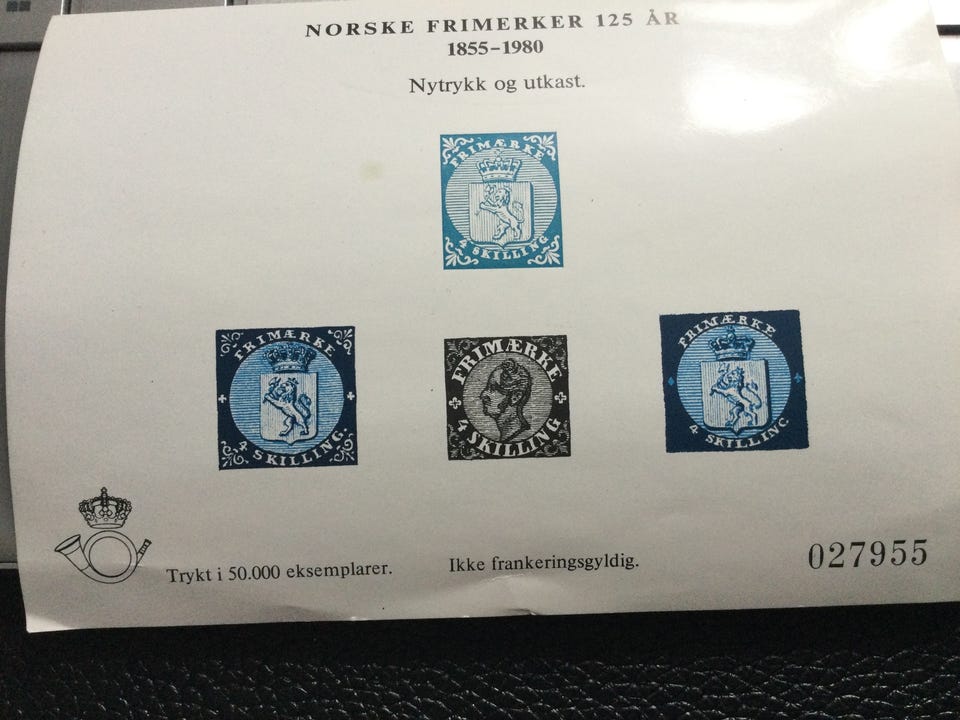 NORSKE FRIMERKER 125 ÅR
1855-1980
Nytrykk og utkast.
FRIMÆRKE
4 SKILLING
FRIMÆRKE
4 SKILLING.
FRIMÆRKE
4 SKILLING
FRIMÆRKE
4 SKILLING
Trykt i 50.000 eksemplarer.
Ikke frankeringsgyldig.
027955